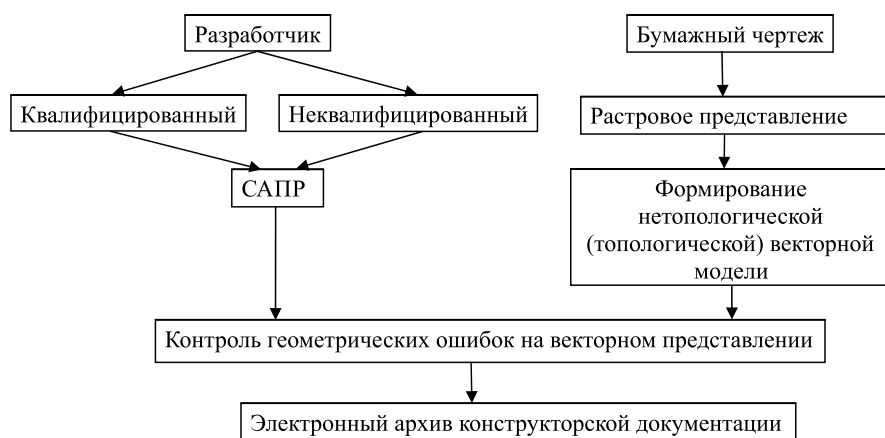 Разработчик
Бумажный чертеж
Квалифицированный
Неквалифицированный
Растровое представление
САПР
Формирование
нетопологической
(топологической) векторной
модели
Контроль геометрических ошибок на векторном представлении
Электронный архив конструкторской документации